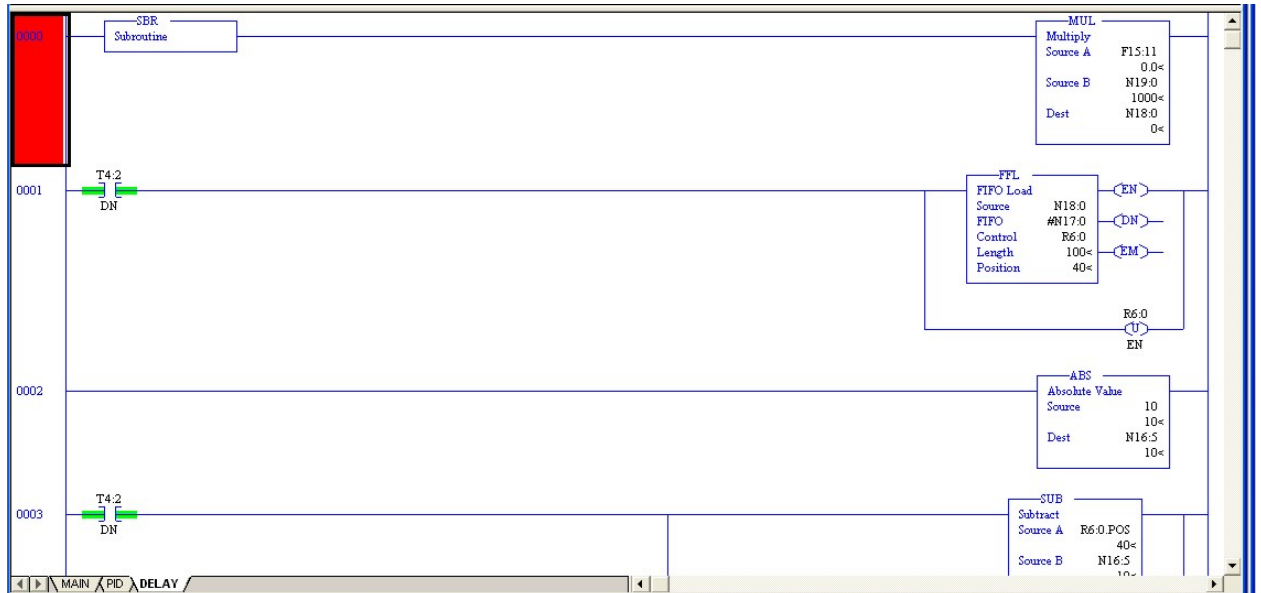 SBR
Subroutine
0000
MUL
Multiply
Source A F15:11
0.0<
Source B N19:0
1000<
Dest N18:0
0<
0001
T4:2
DN
FFL
FIFO Load
Source N18:0
FIFO #N17:0
Control R6:0
Length 100<
Position 40<
EN
DN
EM
R6:0
U
EN
0002
ABS
Absolute Value
Source 10
10<
Dest N16:5
10<
0003
T4:2
DN
SUB
Subtract
Source A R6:0.POS
40<
Source B N16:5
10<
MAIN PID DELAY